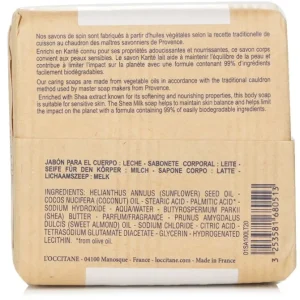 Nos savons de soin sont fabriqués à partir d'huiles végétales selon la recette traditionnelle de
cuisson au chaudron des maîtres savonniers de Provence.
Enrichi en Karité connu pour ses propriétés adoucissantes et nourrissantes, ce savon convient
aux peaux sensibles. Le savon Karité lait aide à maintenir l'équilibre de la peau et contribue
à limiter l'impact sur la planète avec une formule contenant 99% d'ingrédients
facilement biodégradables.
Our caring soaps are made from vegetable oils in accordance with the traditional cauldron
method used by master soap makers from Provence.
Enriched with Shea extract known for its softening and nourishing properties, this body soap
is suitable for sensitive skin. The Shea Milk soap helps to maintain skin balance and helps limit
the impact on the planet with a formula containing 99% of readily
biodegradable ingredients.
JABÓN PARA EL CUERPO : LECHE - SABONETE CORPORAL : LEITE -
SEIFE FÜR DEN KÖRPER : MILCH - SAPONE CORPO : LATTE -
LICHAAMSZEEP : MELK
INGREDIENTS: HELIANTHUS ANNUUS (SUNFLOWER) SEED OIL -
COCOS NUCIFERA (COCONUT) OIL - STEARIC ACID - PALMITIC ACID* -
SODIUM HYDROXIDE - AQUA/WATER - BUTYROSPERMUM PARKII
(SHEA) BUTTER - PARFUM/FRAGRANCE - PRUNUS AMYGDALUS
DULCIS (SWEET ALMOND) OIL - SODIUM CHLORIDE - CITRIC ACID -
TETRASODIUM GLUTAMATE DIACETATE - GLYCERIN - HYDROGENATED
LECITHIN. *from olive oil.
L'OCCITANE - 04100 Manosque - France - loccitane.com - Made in France
01SA100LT20
3 253581 680513